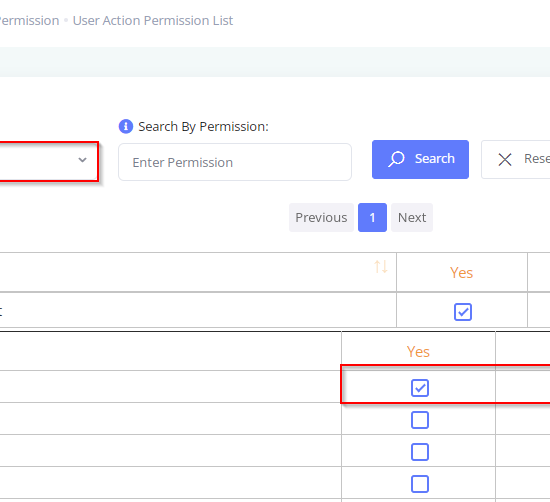 ermission • User Action Permission List
Search By Permission:
Enter Permission
Search
Rese
Previous 1 Next
Yes
t
Yes